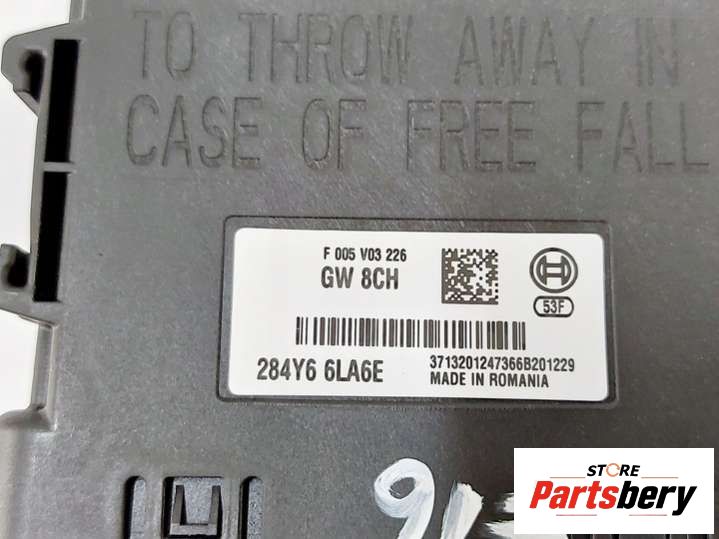 TO THROW AWAY IN
CASE OF FREE FALL
F 005 V03 226
GW 8CH
53F
284Y6 6LA6E
3713201247366B201229
MADE IN ROMANIA
STORE
Partsbery